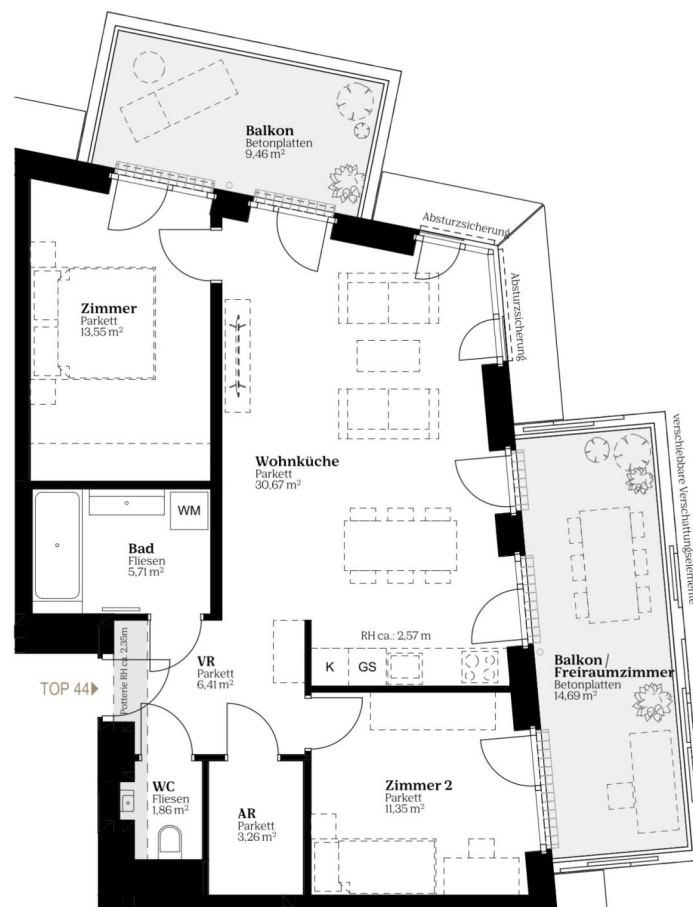 Balkon
Betonplatten
9,46 m²
Absturzsicherung
Absturzsicherung
Zimmer
Parkett
13,55 m²
Wohnküche
Parkett
30,67 m²
verschiebbare Verschattungselemente
WM
Bad
Fliesen
5,71 m²
RH ca.: 2,57 m
K
GS
Potterie RH ca. 2,35m
VR
Parkett
6,41 m²
TOP 44
Balkon/
Freiraumzimmer
Betonplatten
14,69 m²
WC
Fliesen
1,86 m²
AR
Parkett
3,26 m²
Zimmer 2
Parkett
11,35 m²